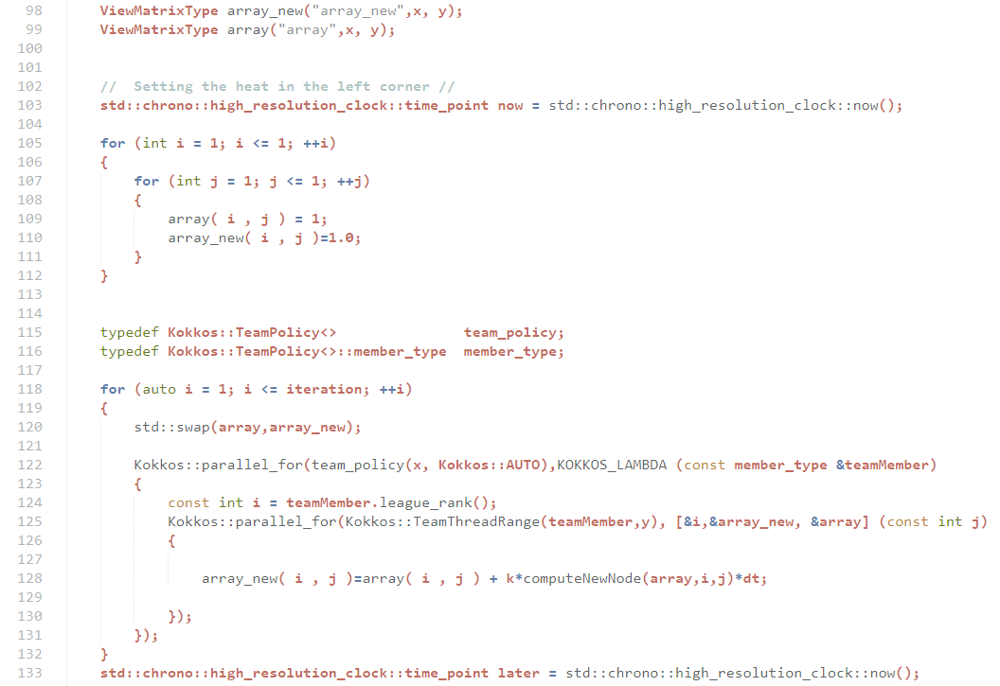 98 ViewMatrixType array_new("array_new",x, y);
99 ViewMatrixType array("array",x, y);
100
101
102 //  Setting the heat in the left corner //
103 std::chrono::high_resolution_clock::time_point now = std::chrono::high_resolution_clock::now();
104
105 for (int i = 1; i <= 1; ++i)
106 {
107     for (int j = 1; j <= 1; ++j)
108     {
109         array( i , j ) = 1;
110         array_new( i , j )=1.0;
111     }
112 }
113
114
115 typedef Kokkos::TeamPolicy<>               team_policy;
116 typedef Kokkos::TeamPolicy<>::member_type  member_type;
117
118 for (auto i = 1; i <= iteration; ++i)
119 {
120     std::swap(array,array_new);
121
122     Kokkos::parallel_for(team_policy(x, Kokkos::AUTO),KOKKOS_LAMBDA (const member_type &teamMember)
123     {
124         const int i = teamMember.league_rank();
125         Kokkos::parallel_for(Kokkos::TeamThreadRange(teamMember,y), [&i,&array_new, &array] (const int j)
126         {
127
128             array_new( i , j )=array( i , j ) + k*computeNewNode(array,i,j)*dt;
129
130         });
131     });
132 }
133 std::chrono::high_resolution_clock::time_point later = std::chrono::high_resolution_clock::now();